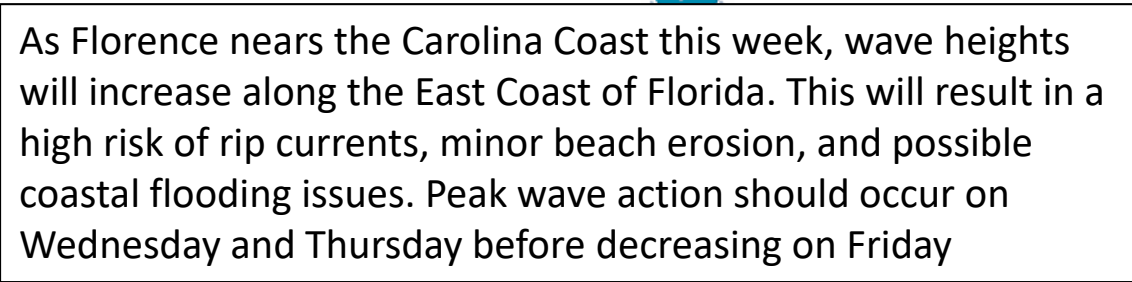 As Florence nears the Carolina Coast this week, wave heights
will increase along the East Coast of Florida. This will result in a
high risk of rip currents, minor beach erosion, and possible
coastal flooding issues. Peak wave action should occur on
Wednesday and Thursday before decreasing on Friday